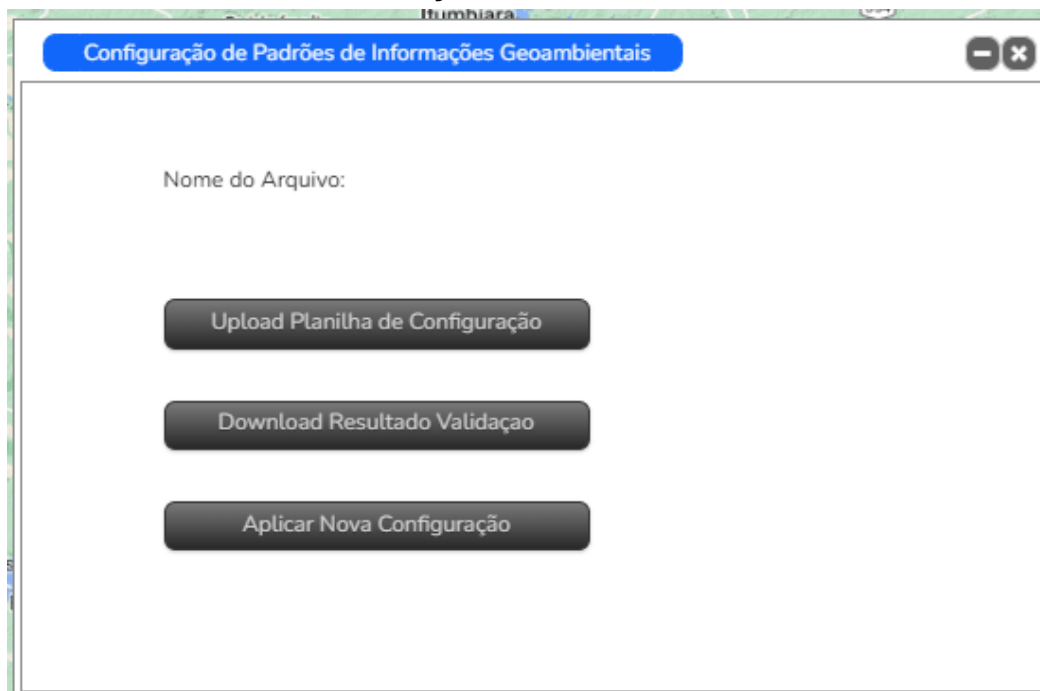 Itumbiara
Configuração de Padrões de Informações Geoambientais
Nome do Arquivo:
Upload Planilha de Configuração
Download Resultado Validaçao
Aplicar Nova Configuração